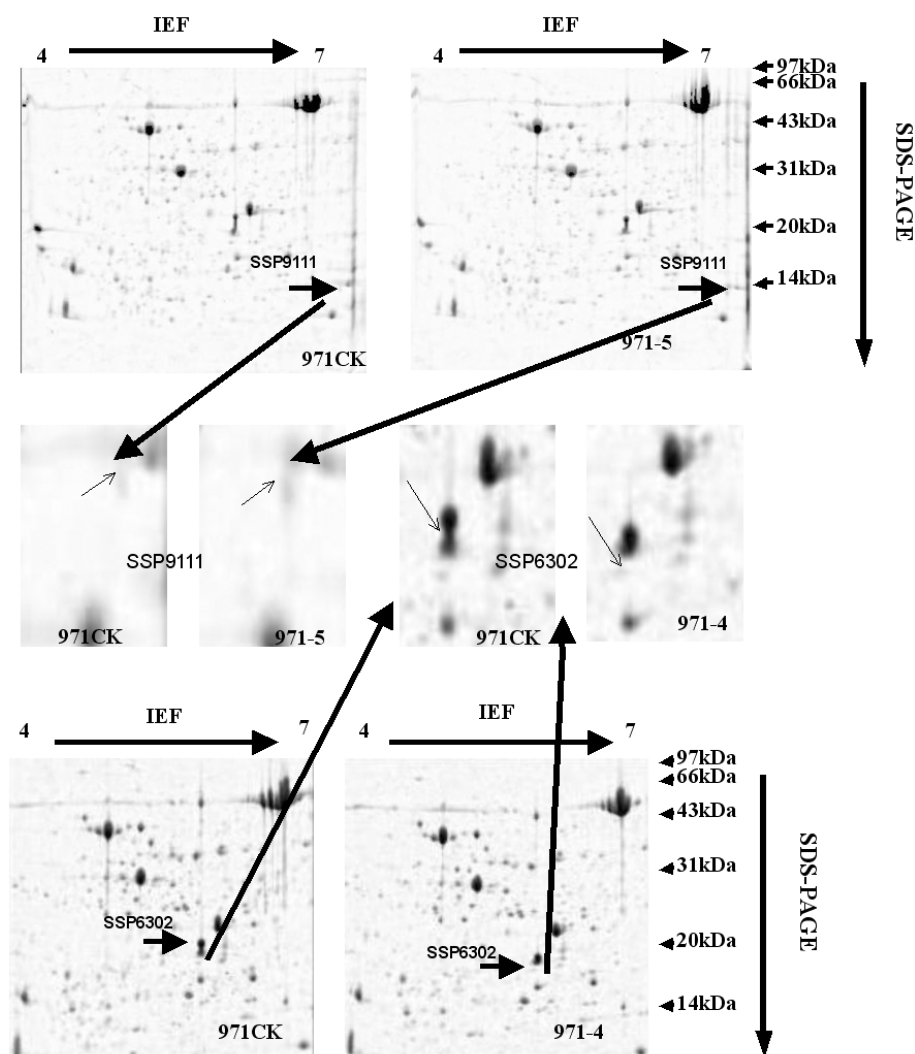 IEF
IEF
4
7
4
7
97kDa
66kDa
43kDa
31kDa
20kDa
14kDa
SDS-PAGE
SSP9111
SSP9111
971CK
971-5
SSP9111
SSP6302
971CK
971-5
971CK
971-4
IEF
IEF
4
7
4
7
97kDa
66kDa
43kDa
31kDa
20kDa
14kDa
SDS-PAGE
SSP6302
SSP6302
971CK
971-4